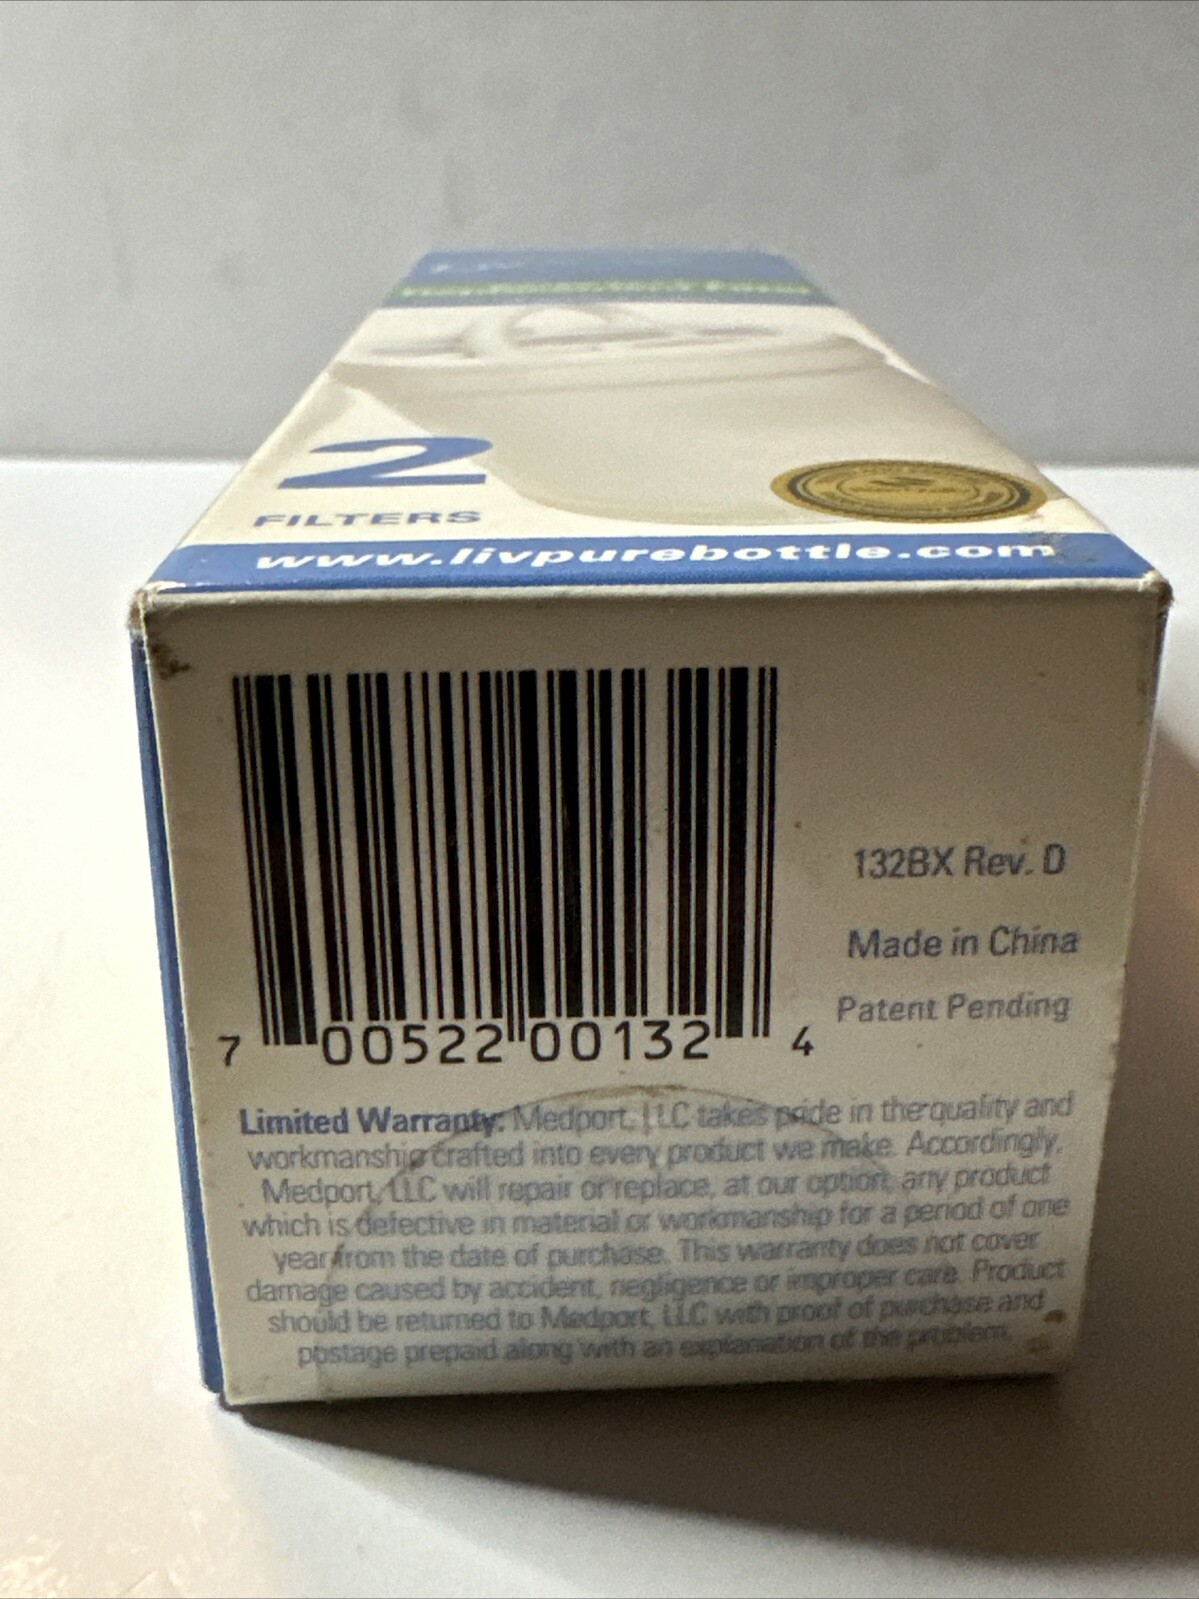 2
FILTERS
www.livpurebottle.com
7 00522 00132 4
132BX Rev. D
Made in China
Patent Pending
Limited Warranty: Medport, LLC takes pride in the quality and
workmanship crafted into every product we make. Accordingly,
Medport, LLC will repair or replace, at our option, any product
which is defective in material or workmanship for a period of one
year from the date of purchase. This warranty does not cover
damage caused by accident, negligence or improper care. Product
should be returned to Medport, LLC with proof of purchase and
postage prepaid along with an explanation of the problem.